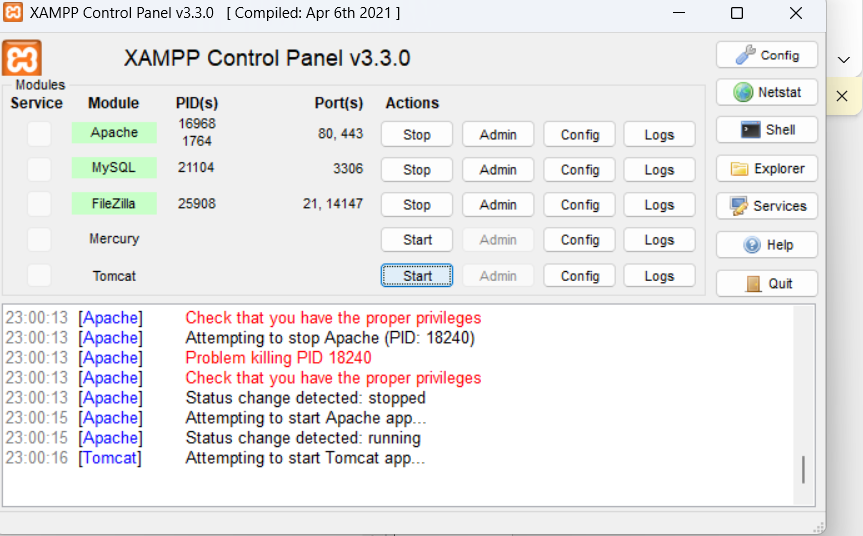 XAMPP Control Panel v3.3.0 [ Compiled: Apr 6th 2021 ]
XAMPP Control Panel v3.3.0
Config
Modules
Service Module PID(s) Port(s) Actions
Netstat
Apache 16968 1764 80, 443 Stop Admin Config Logs
Shell
MySQL 21104 3306 Stop Admin Config Logs
Explorer
FileZilla 25908 21, 14147 Stop Admin Config Logs
Services
Mercury Start Admin Config Logs
Help
Tomcat Start Admin Config Logs
Quit
23:00:13 [Apache] Check that you have the proper privileges
23:00:13 [Apache] Attempting to stop Apache (PID: 18240)
23:00:13 [Apache] Problem killing PID 18240
23:00:13 [Apache] Check that you have the proper privileges
23:00:13 [Apache] Status change detected: stopped
23:00:15 [Apache] Attempting to start Apache app...
23:00:15 [Apache] Status change detected: running
23:00:16 [Tomcat] Attempting to start Tomcat app...